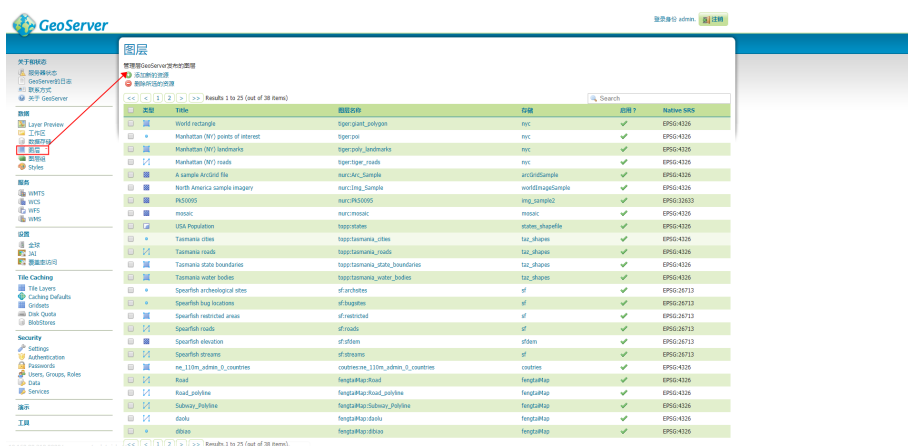 GeoServer
登录身份 admin.
注销
关于和状态
服务器状态
GeoServer的日志
联系方式
关于 GeoServer
数据
Layer Preview
工作区
数据存储
图层
图层组
Styles
服务
WMTS
WCS
WFS
WMS
设置
全球
JAI
覆盖度访问
Tile Caching
Tile Layers
Caching Defaults
Gridsets
Disk Quota
BlobStores
Security
Settings
Authentication
Passwords
Users, Groups, Roles
Data
Services
演示
工具
图层
管理层GeoServer发布的图层
添加新的资源
删除所选的资源
<< < 1 2 > >> Results 1 to 25 (out of 38 items) Search
类型 Title 图层名称 存储 启用? Native SRS
World rectangle tiger:giant_polygon nyc EPSG:4326
Manhattan (NY) points of interest tiger:poi nyc EPSG:4326
Manhattan (NY) landmarks tiger:poly_landmarks nyc EPSG:4326
Manhattan (NY) roads tiger:tiger_roads nyc EPSG:4326
A sample ArcGrid file nurc:Arc_Sample arcGridSample EPSG:4326
North America sample imagery nurc:Img_Sample worldImageSample EPSG:4326
Pk50095 nurc:Pk50095 img_sample2 EPSG:32633
mosaic nurc:mosaic mosaic EPSG:4326
USA Population topp:states states_shapefile EPSG:4326
Tasmania cities topp:tasmania_cities taz_shapes EPSG:4326
Tasmania roads topp:tasmania_roads taz_shapes EPSG:4326
Tasmania state boundaries topp:tasmania_state_boundaries taz_shapes EPSG:4326
Tasmania water bodies topp:tasmania_water_bodies taz_shapes EPSG:4326
Spearfish archeological sites sf:archsites sf EPSG:26713
Spearfish bug locations sf:bugsites sf EPSG:26713
Spearfish restricted areas sf:restricted sf EPSG:26713
Spearfish roads sf:roads sf EPSG:26713
Spearfish elevation sf:sfdem sfdem EPSG:26713
Spearfish streams sf:streams sf EPSG:26713
ne_110m_admin_0_countries coutries:ne_110m_admin_0_countries coutries EPSG:4326
Road fengtaiMap:Road fengtaiMap EPSG:4326
Road_polyline fengtaiMap:Road_polyline fengtaiMap EPSG:4326
Subway_Polyline fengtaiMap:Subway_Polyline fengtaiMap EPSG:4326
daolu fengtaiMap:daolu fengtaiMap EPSG:4326
dibiao fengtaiMap:dibiao fengtaiMap EPSG:4326
<< < 1 2 > >> Results 1 to 25 (out of 38 items)